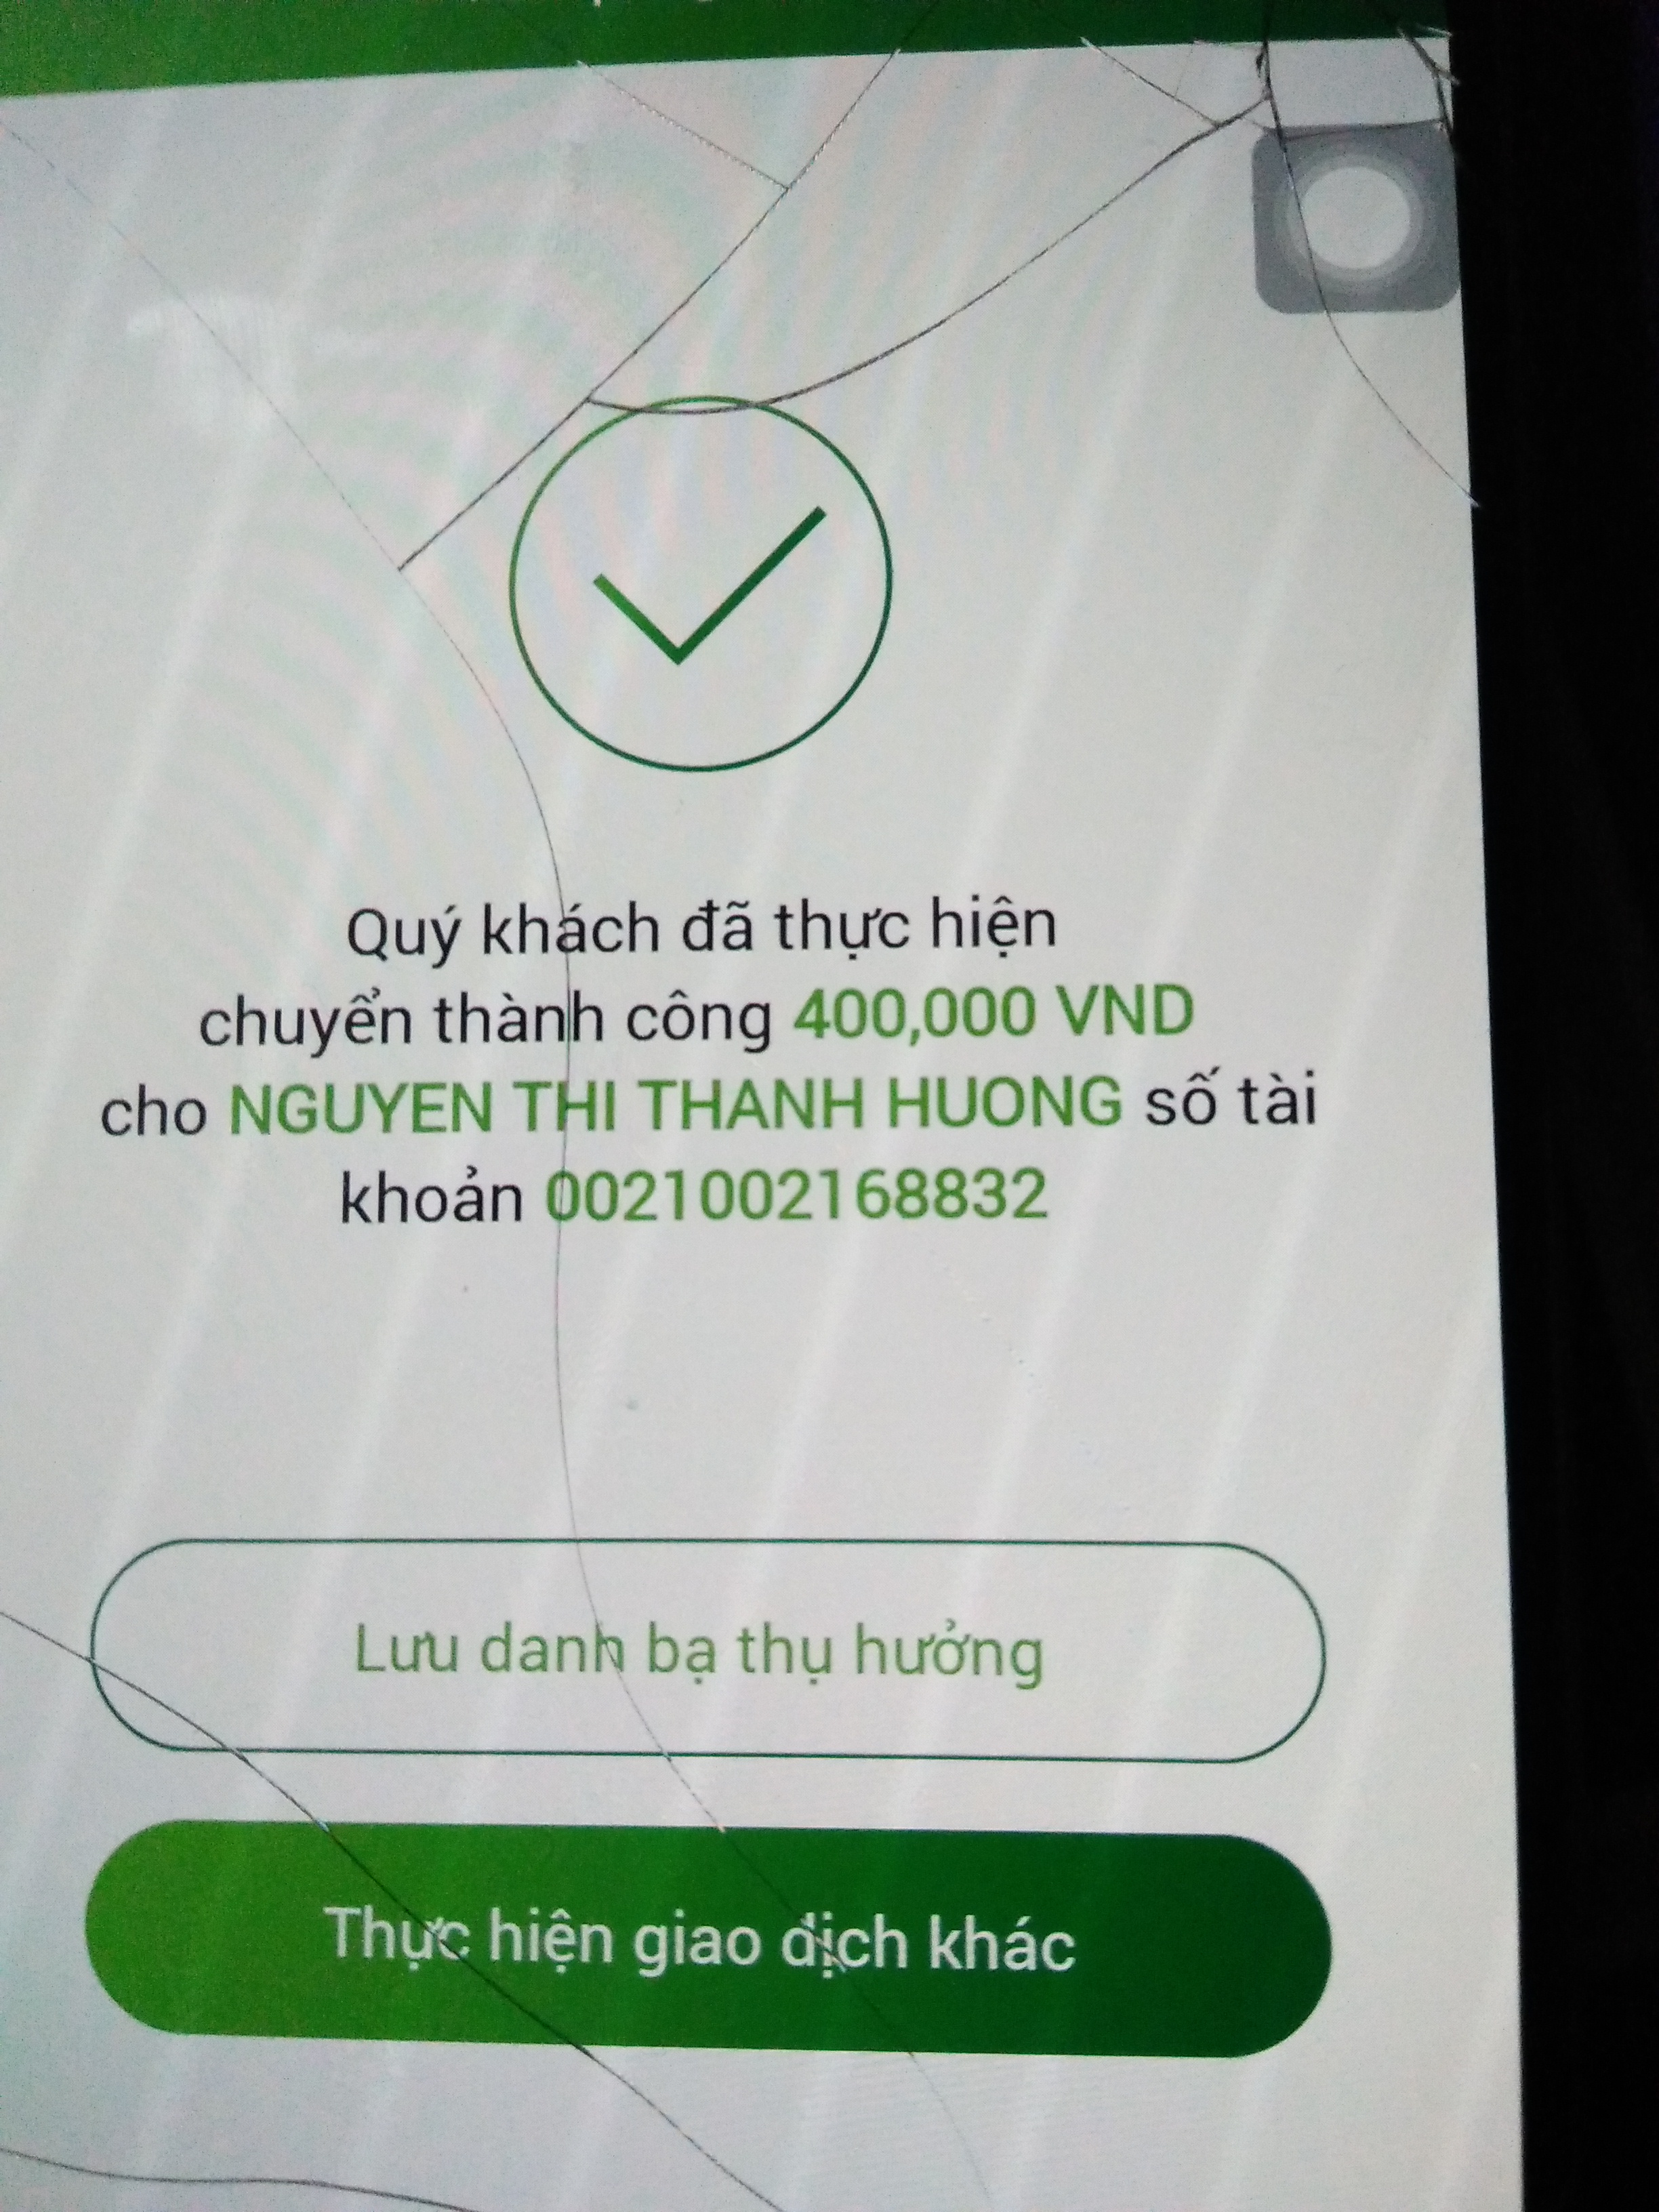 Quý khách đã thực hiện
chuyển thành công 400,000 VND
cho NGUYEN THI THANH HUONG số tài
khoản 0021002168832
Lưu danh bạ thụ hưởng
Thực hiện giao dịch khác